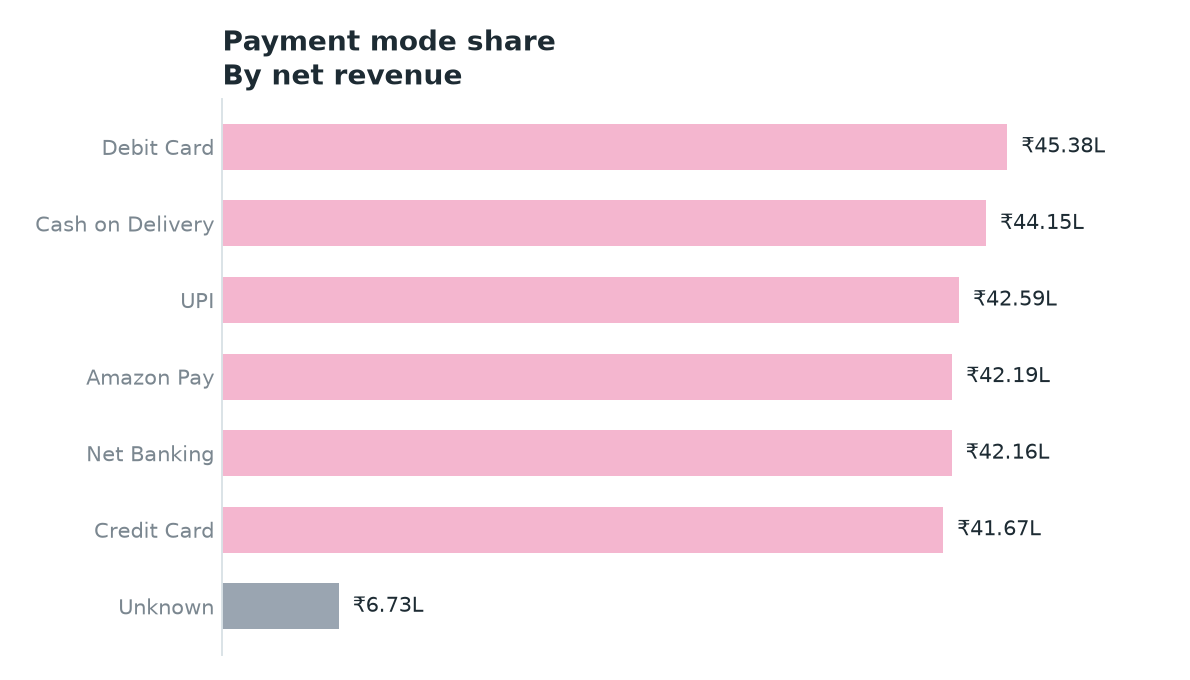 Payment mode share
By net revenue
Debit Card ₹45.38L
Cash on Delivery ₹44.15L
UPI ₹42.59L
Amazon Pay ₹42.19L
Net Banking ₹42.16L
Credit Card ₹41.67L
Unknown ₹6.73L